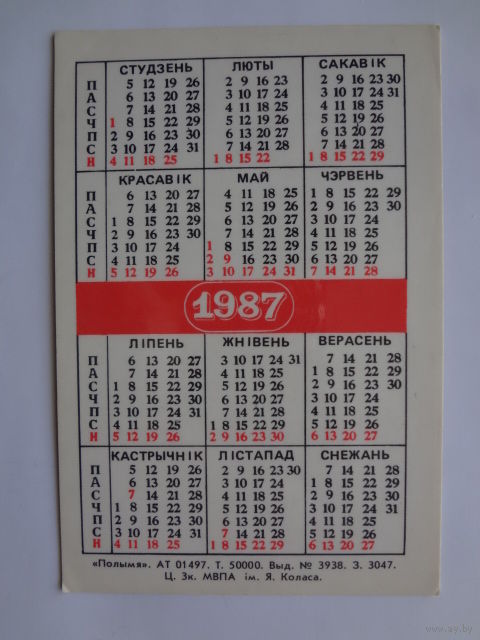 СТУДЗЕНЬ ЛЮТЫ САКАВІК
П 5 12 19 26 2 9 16 23 2 9 16 23 30
А 6 13 20 27 3 10 17 24 3 10 17 24 31
С 7 14 21 28 4 11 18 25 4 11 18 25
Ч 1 8 15 22 29 5 12 19 26 5 12 19 26
П 2 9 16 23 30 6 13 20 27 6 13 20 27
С 3 10 17 24 31 7 14 21 28 7 14 21 28
Н 4 11 18 25 1 8 15 22 1 8 15 22 29
КРАСАВІК МАЙ ЧЭРВЕНЬ
П 6 13 20 27 4 11 18 25 1 8 15 22 29
А 7 14 21 28 5 12 19 26 2 9 16 23 30
С 1 8 15 22 29 6 13 20 27 3 10 17 24
Ч 2 9 16 23 30 7 14 21 28 4 11 18 25
П 3 10 17 24 1 8 15 22 29 5 12 19 26
С 4 11 18 25 2 9 16 23 30 6 13 20 27
Н 5 12 19 26 3 10 17 24 31 7 14 21 28
1987
ЛІПЕНЬ ЖНІВЕНЬ ВЕРАСЕНЬ
П 6 13 20 27 3 10 17 24 31 7 14 21 28
А 7 14 21 28 4 11 18 25 1 8 15 22 29
С 1 8 15 22 29 5 12 19 26 2 9 16 23 30
Ч 2 9 16 23 30 6 13 20 27 3 10 17 24
П 3 10 17 24 31 7 14 21 28 4 11 18 25
С 4 11 18 25 1 8 15 22 29 5 12 19 26
Н 5 12 19 26 2 9 16 23 30 6 13 20 27
КАСТРЫЧНІК ЛІСТАПАД СНЕЖАНЬ
П 5 12 19 26 2 9 16 23 30 7 14 21 28
А 6 13 20 27 3 10 17 24 1 8 15 22 29
С 7 14 21 28 4 11 18 25 2 9 16 23 30
Ч 1 8 15 22 29 5 12 19 26 3 10 17 24 31
П 2 9 16 23 30 6 13 20 27 4 11 18 25
С 3 10 17 24 31 7 14 21 28 5 12 19 26
Н 4 11 18 25 1 8 15 22 29 6 13 20 27
«Полымя». АТ 01497. Т. 50000. Выд. № 3938. З. 3047.
Ц. 3к. МВПА ім. Я. Коласа.
www.ay.by